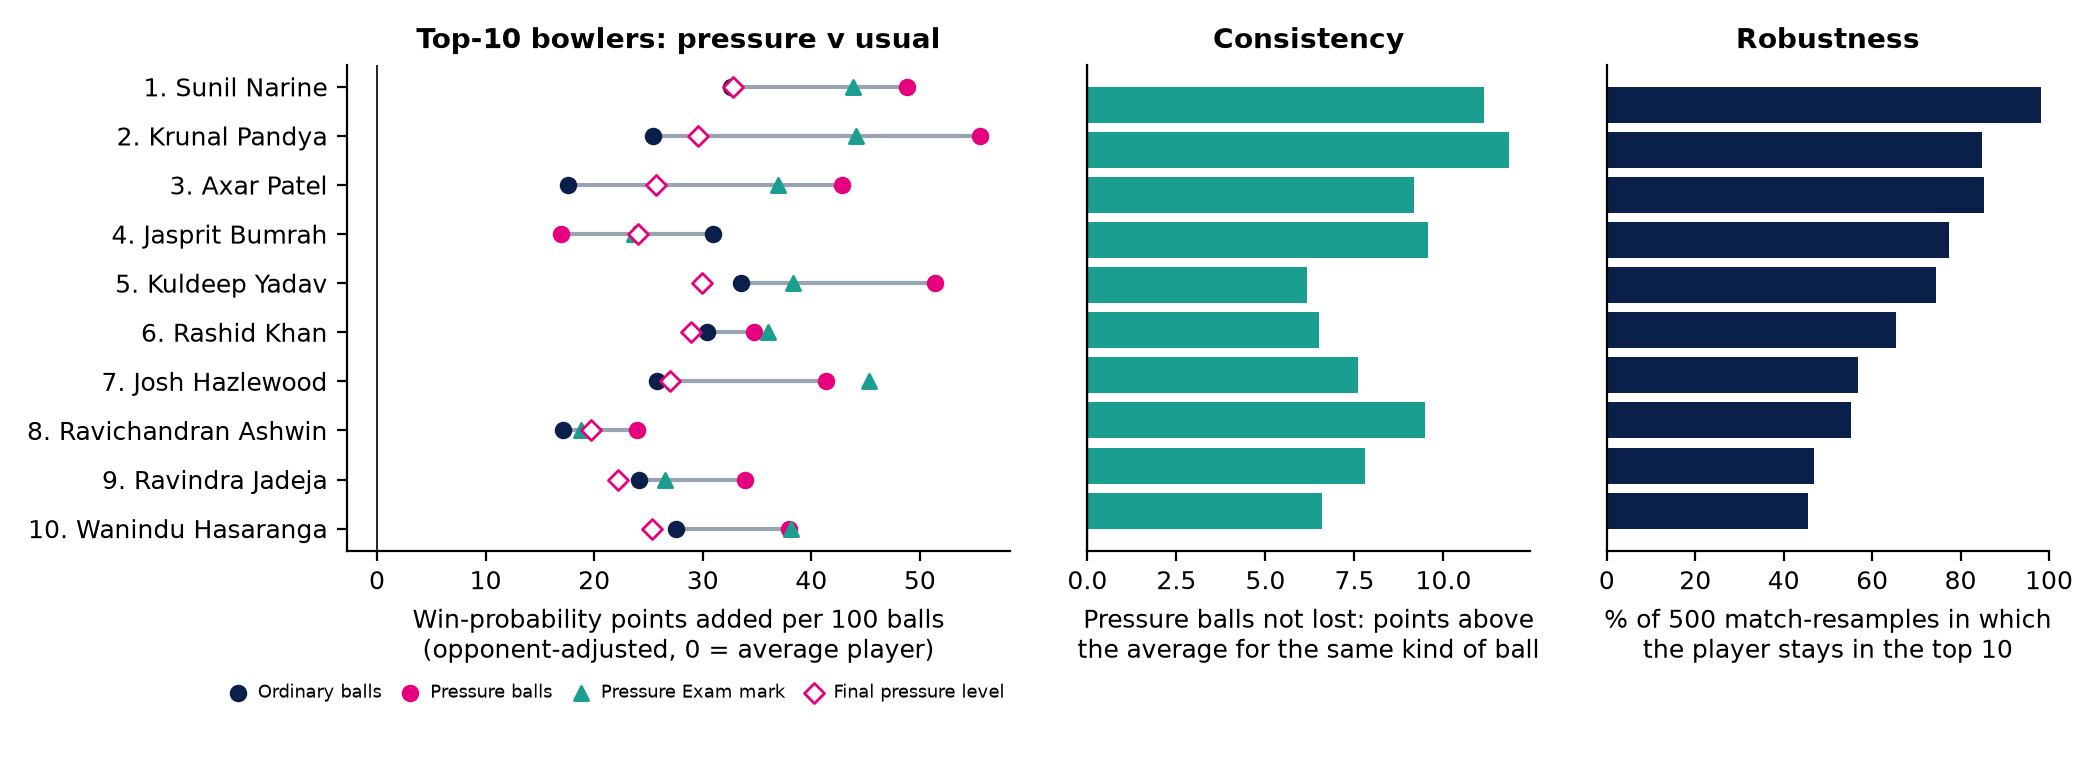 Top-10 bowlers: pressure v usual
1. Sunil Narine
2. Krunal Pandya
3. Axar Patel
4. Jasprit Bumrah
5. Kuldeep Yadav
6. Rashid Khan
7. Josh Hazlewood
8. Ravichandran Ashwin
9. Ravindra Jadeja
10. Wanindu Hasaranga
0 10 20 30 40 50
Win-probability points added per 100 balls
(opponent-adjusted, 0 = average player)
Ordinary balls Pressure balls Pressure Exam mark Final pressure level
Consistency
0.0 2.5 5.0 7.5 10.0
Pressure balls not lost: points above
the average for the same kind of ball
Robustness
0 20 40 60 80 100
% of 500 match-resamples in which
the player stays in the top 10